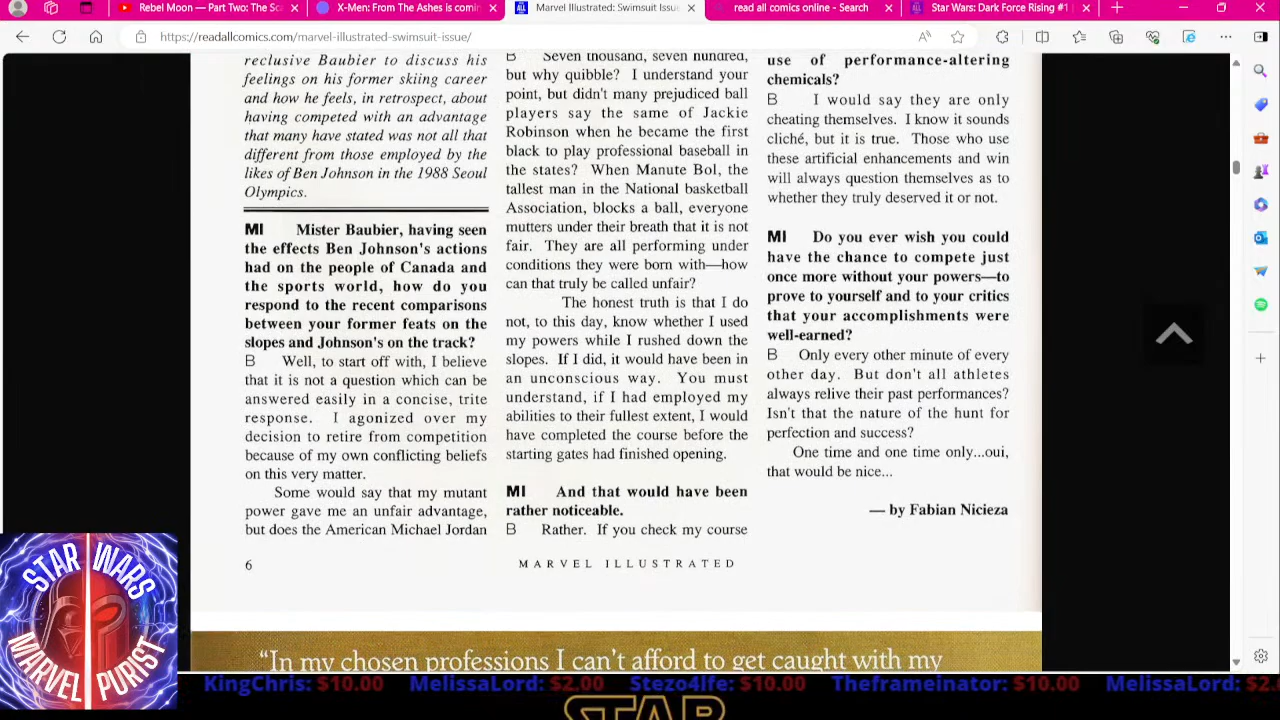 Rebel Moon — Part Two: The Sca
X-Men: From The Ashes is comin
Marvel Illustrated: Swimsuit Issue
read all comics online - Search
Star Wars: Dark Force Rising #1
https://readallcomics.com/marvel-illustrated-swimsuit-issue/
reclusive Baubier to discuss his
feelings on his former skiing career
and how he feels, in retrospect, about
having competed with an advantage
that many have stated was not all that
different from those employed by the
likes of Ben Johnson in the 1988 Seoul
Olympics.
MI Mister Baubier, having seen
the effects Ben Johnson's actions
had on the people of Canada and
the sports world, how do you
respond to the recent comparisons
between your former feats on the
slopes and Johnson's on the track?
B Well, to start off with, I believe
that it is not a question which can be
answered easily in a concise, trite
response. I agonized over my
decision to retire from competition
because of my own conflicting beliefs
on this very matter.
Some would say that my mutant
power gave me an unfair advantage,
but does the American Michael Jordan
B Seven thousand, seven hundred,
but why quibble? I understand your
point, but didn't many prejudiced ball
players say the same of Jackie
Robinson when he became the first
black to play professional baseball in
the states? When Manute Bol, the
tallest man in the National basketball
Association, blocks a ball, everyone
mutters under their breath that it is not
fair. They are all performing under
conditions they were born with—how
can that truly be called unfair?
The honest truth is that I do
not, to this day, know whether I used
my powers while I rushed down the
slopes. If I did, it would have been in
an unconscious way. You must
understand, if I had employed my
abilities to their fullest extent, I would
have completed the course before the
starting gates had finished opening.
MI And that would have been
rather noticeable.
B Rather. If you check my course
use of performance-altering
chemicals?
B I would say they are only
cheating themselves. I know it sounds
cliché, but it is true. Those who use
these artificial enhancements and win
will always question themselves as to
whether they truly deserved it or not.
MI Do you ever wish you could
have the chance to compete just
once more without your powers—to
prove to yourself and to your critics
that your accomplishments were
well-earned?
B Only every other minute of every
other day. But don't all athletes
always relive their past performances?
Isn't that the nature of the hunt for
perfection and success?
One time and one time only...oui,
that would be nice...
— by Fabian Nicieza
6
MARVEL ILLUSTRATED
“In my chosen professions I can’t afford to get caught with my
STAR WARS
MARVEL PURIST
KingChris: $10.00 MelissaLord: $2.00 Stezo4lfe: $10.00 Theframeinator: $10.00 MelissaLord: $2.0
STAR